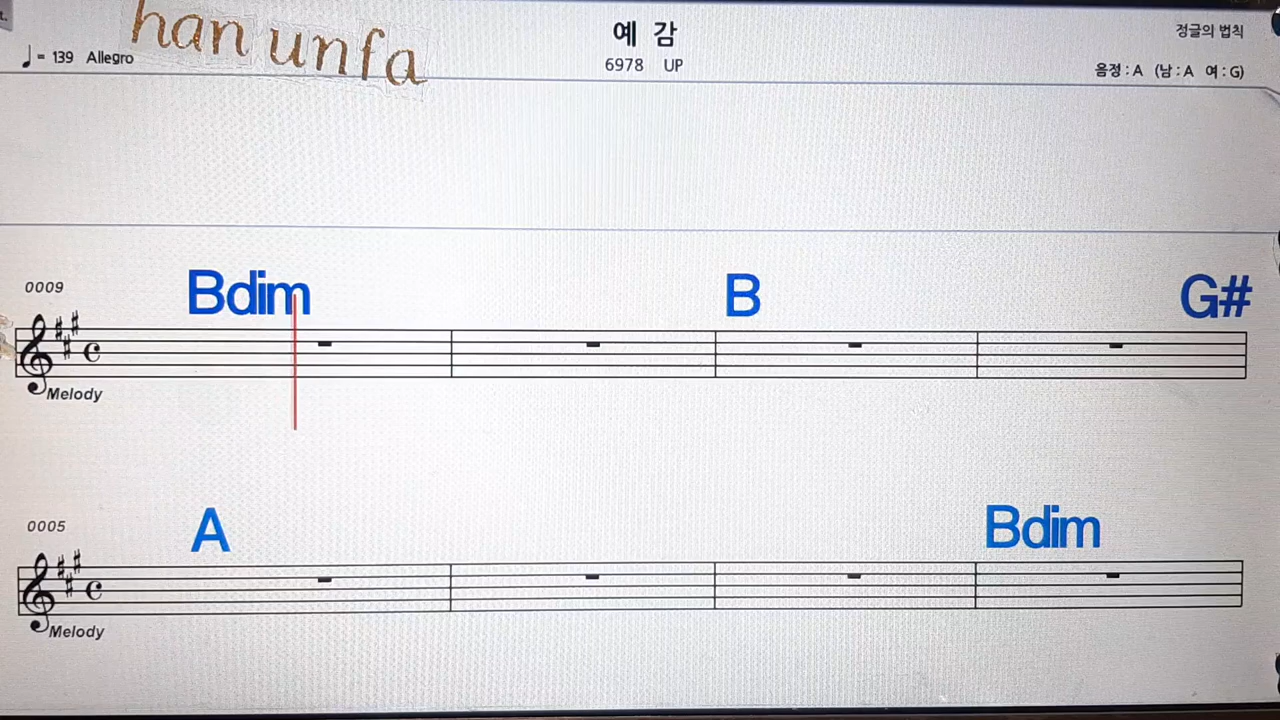 han unfa
예 감
정글의 법칙
♩= 139 Allegro
6978 UP
음정 : A (남 : A 여 : G)
0009
Bdim B G#
Melody
0005
A Bdim
Melody